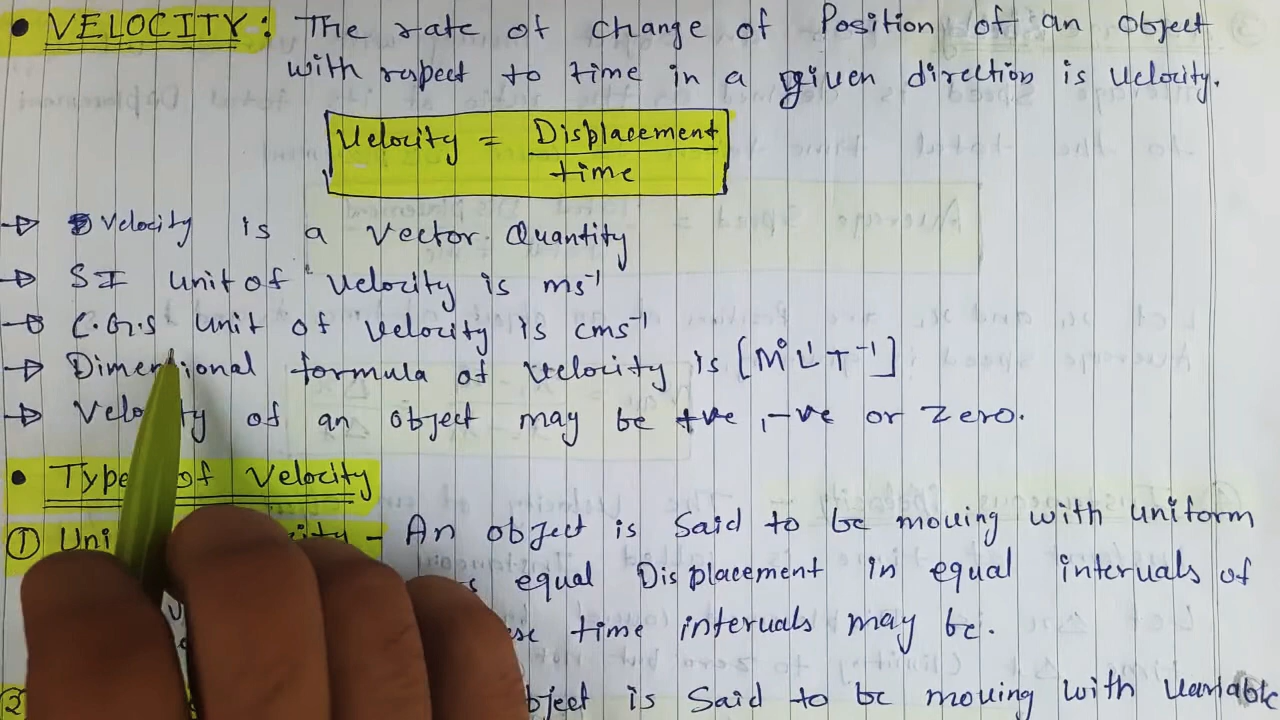 • VELOCITY : The rate of change of Position of an object
with respect to time in a given direction is velocity.
Velocity = Displacement
time
→ Velocity is a vector Quantity
→ SI unit of velocity is ms⁻¹
→ C.G.S unit of velocity is cms⁻¹
→ Dimensional formula of velocity is [M⁰L¹T⁻¹]
→ Velocity of an object may be +ve, -ve or Zero.
• Types of Velocity
① Uni - An object is said to be moving with uniform
equal Displacement in equal intervals of
time intervals may be.
2 is said to be moving with variable